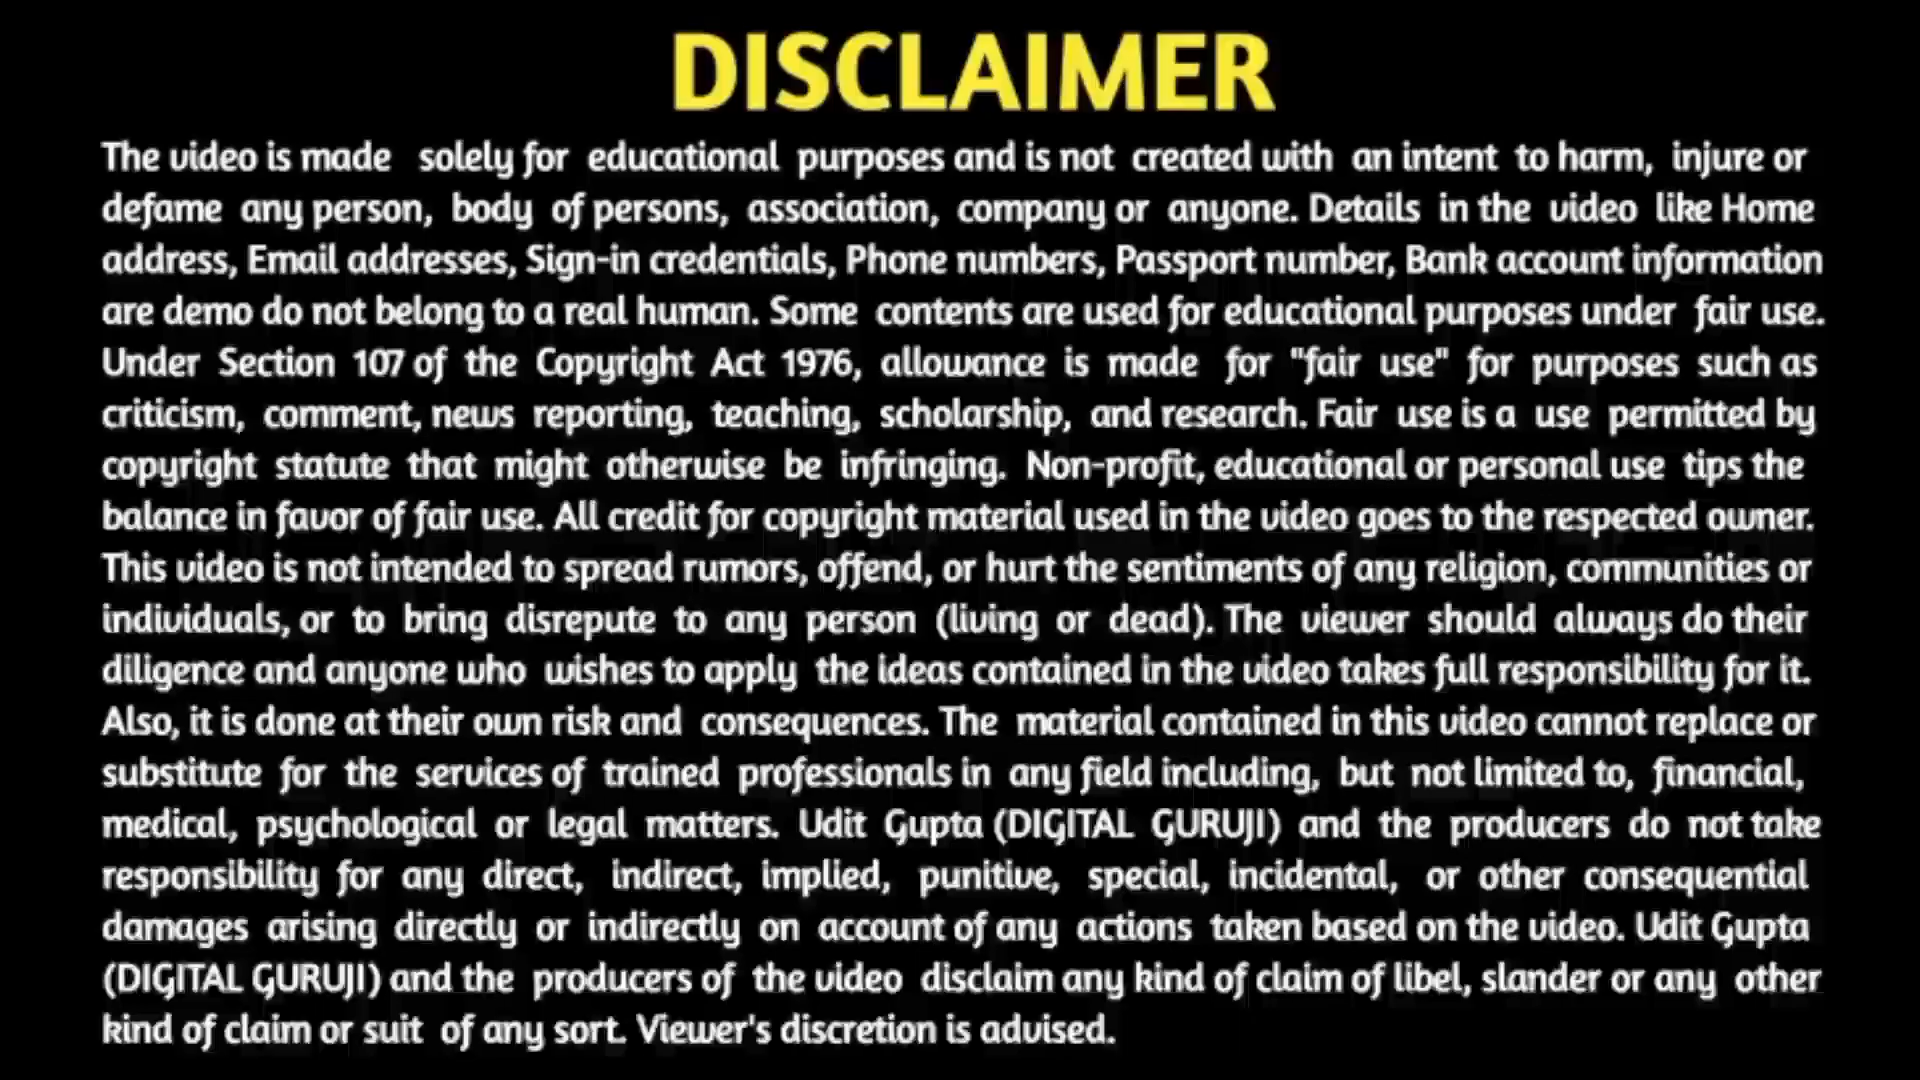 DISCLAIMER
The video is made solely for educational purposes and is not created with an intent to harm, injure or
defame any person, body of persons, association, company or anyone. Details in the video like Home
address, Email addresses, Sign-in credentials, Phone numbers, Passport number, Bank account information
are demo do not belong to a real human. Some contents are used for educational purposes under fair use.
Under Section 107 of the Copyright Act 1976, allowance is made for "fair use" for purposes such as
criticism, comment, news reporting, teaching, scholarship, and research. Fair use is a use permitted by
copyright statute that might otherwise be infringing. Non-profit, educational or personal use tips the
balance in favor of fair use. All credit for copyright material used in the video goes to the respected owner.
This video is not intended to spread rumors, offend, or hurt the sentiments of any religion, communities or
individuals, or to bring disrepute to any person (living or dead). The viewer should always do their
diligence and anyone who wishes to apply the ideas contained in the video takes full responsibility for it.
Also, it is done at their own risk and consequences. The material contained in this video cannot replace or
substitute for the services of trained professionals in any field including, but not limited to, financial,
medical, psychological or legal matters. Udit Gupta (DIGITAL GURUJI) and the producers do not take
responsibility for any direct, indirect, implied, punitive, special, incidental, or other consequential
damages arising directly or indirectly on account of any actions taken based on the video. Udit Gupta
(DIGITAL GURUJI) and the producers of the video disclaim any kind of claim of libel, slander or any other
kind of claim or suit of any sort. Viewer's discretion is advised.